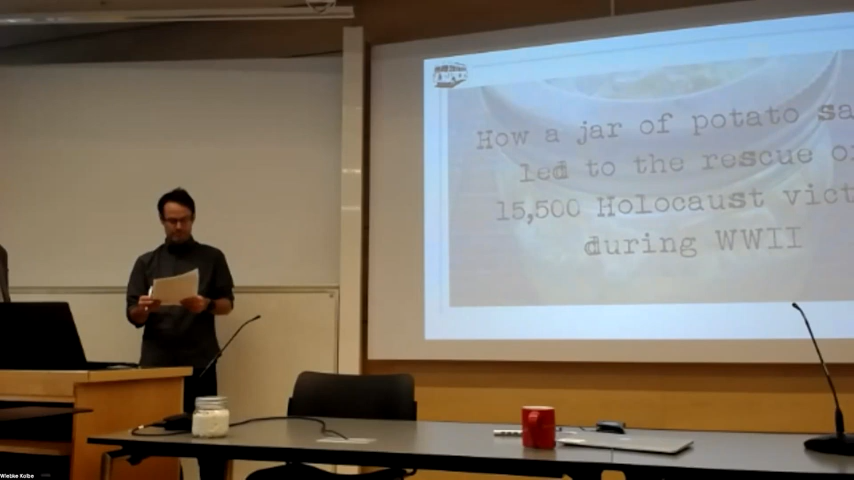 How a jar of potato sa
led to the rescue o
15,500 Holocaust vict
during WWII
Wiebke Kolbe